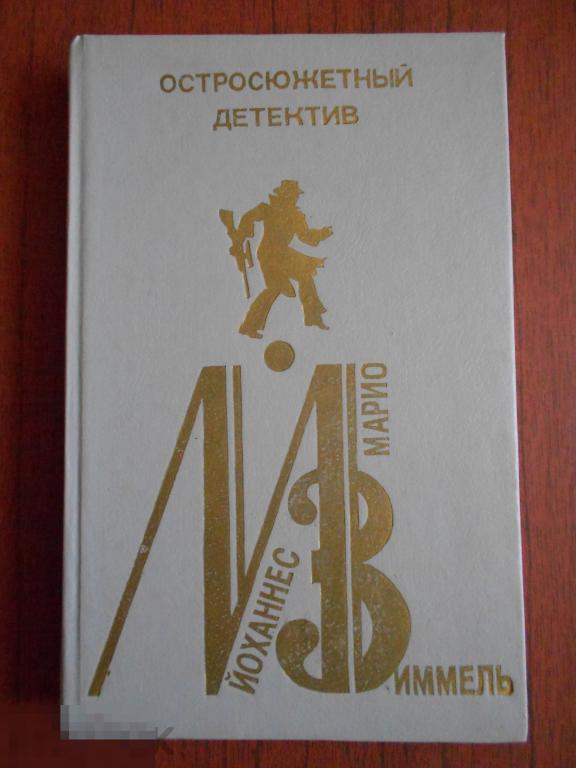 ОСТРОСЮЖЕТНЫЙ
ДЕТЕКТИВ
ЙОХАННЕС
МАРИО
ЗИММЕЛЬ